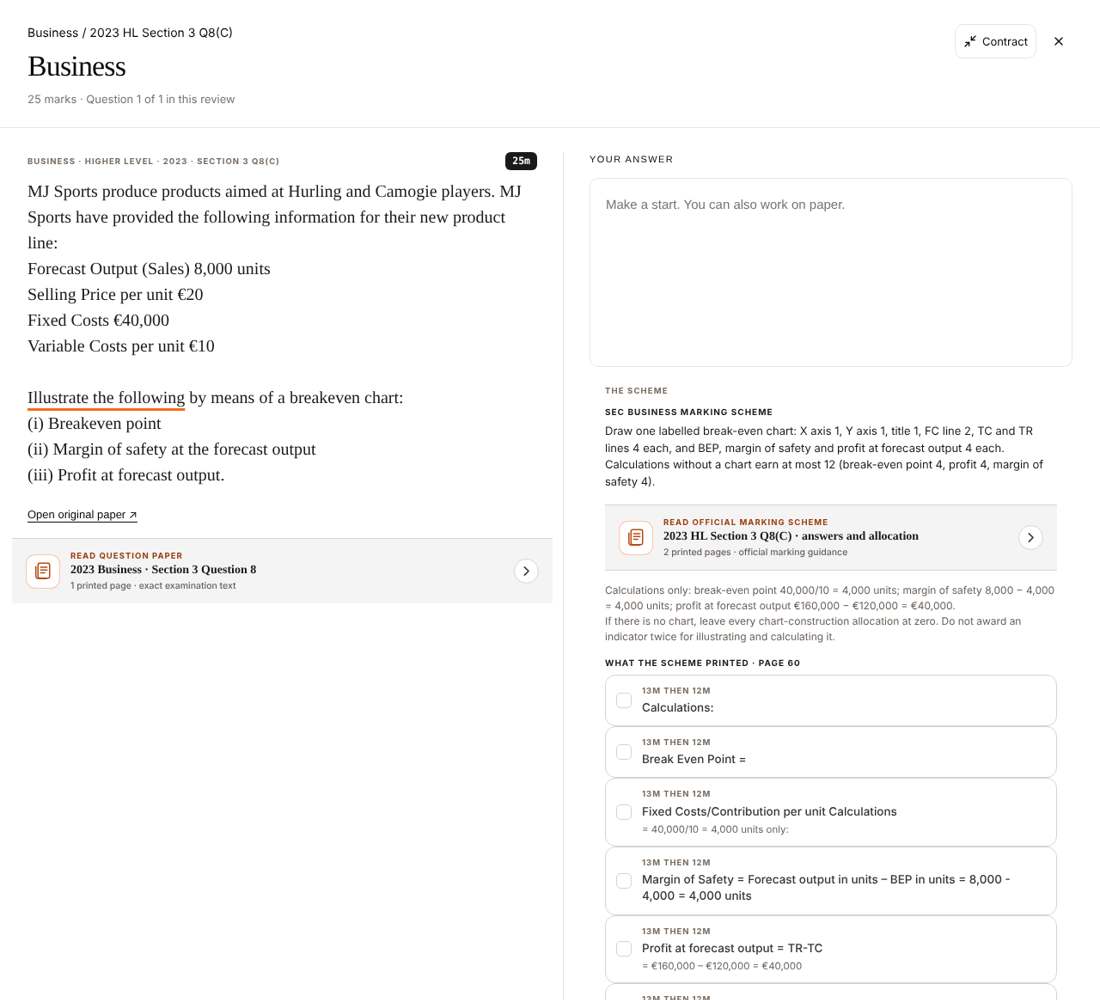 Business / 2023 HL Section 3 Q8(C)
Contract
Business
25 marks · Question 1 of 1 in this review
BUSINESS · HIGHER LEVEL · 2023 · SECTION 3 Q8(C)
25m
MJ Sports produce products aimed at Hurling and Camogie players. MJ
Sports have provided the following information for their new product
line:
Forecast Output (Sales) 8,000 units
Selling Price per unit €20
Fixed Costs €40,000
Variable Costs per unit €10
Illustrate the following by means of a breakeven chart:
(i) Breakeven point
(ii) Margin of safety at the forecast output
(iii) Profit at forecast output.
Open original paper ↗
READ QUESTION PAPER
2023 Business · Section 3 Question 8
1 printed page · exact examination text
YOUR ANSWER
Make a start. You can also work on paper.
THE SCHEME
SEC BUSINESS MARKING SCHEME
Draw one labelled break-even chart: X axis 1, Y axis 1, title 1, FC line 2, TC and TR
lines 4 each, and BEP, margin of safety and profit at forecast output 4 each.
Calculations without a chart earn at most 12 (break-even point 4, profit 4, margin of
safety 4).
READ OFFICIAL MARKING SCHEME
2023 HL Section 3 Q8(C) · answers and allocation
2 printed pages · official marking guidance
Calculations only: break-even point 40,000/10 = 4,000 units; margin of safety 8,000 − 4,000
= 4,000 units; profit at forecast output €160,000 − €120,000 = €40,000.
If there is no chart, leave every chart-construction allocation at zero. Do not award an
indicator twice for illustrating and calculating it.
WHAT THE SCHEME PRINTED · PAGE 60
13M THEN 12M
Calculations:
13M THEN 12M
Break Even Point =
13M THEN 12M
Fixed Costs/Contribution per unit Calculations
= 40,000/10 = 4,000 units only:
13M THEN 12M
Margin of Safety = Forecast output in units – BEP in units = 8,000 -
4,000 = 4,000 units
13M THEN 12M
Profit at forecast output = TR-TC
= €160,000 – €120,000 = €40,000
13M THEN 12M